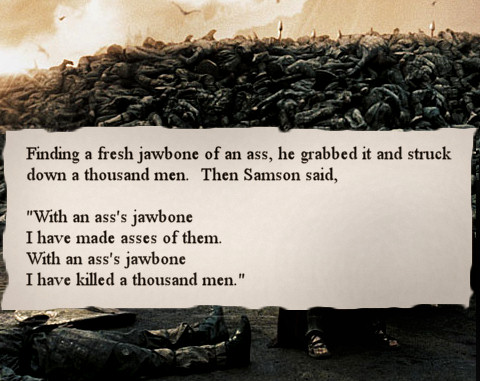 Finding a fresh jawbone of an ass, he grabbed it and struck
down a thousand men.  Then Samson said,
"With an ass's jawbone
I have made asses of them.
With an ass's jawbone
I have killed a thousand men."